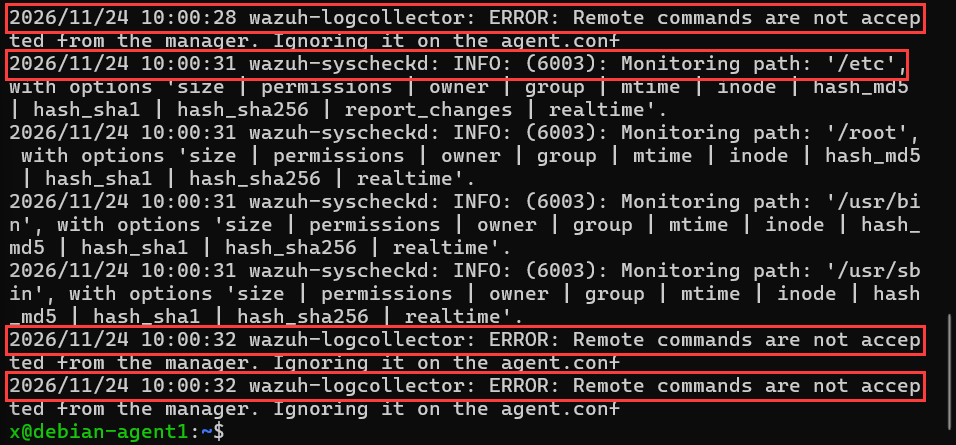 2026/11/24 10:00:28 wazuh-logcollector: ERROR: Remote commands are not accep
ted from the manager. Ignoring it on the agent.conf
2026/11/24 10:00:31 wazuh-syscheckd: INFO: (6003): Monitoring path: '/etc',
with options 'size | permissions | owner | group | mtime | inode | hash_md5
| hash_sha1 | hash_sha256 | report_changes | realtime'.
2026/11/24 10:00:31 wazuh-syscheckd: INFO: (6003): Monitoring path: '/root',
with options 'size | permissions | owner | group | mtime | inode | hash_md5
| hash_sha1 | hash_sha256 | realtime'.
2026/11/24 10:00:31 wazuh-syscheckd: INFO: (6003): Monitoring path: '/usr/bi
n', with options 'size | permissions | owner | group | mtime | inode | hash_
md5 | hash_sha1 | hash_sha256 | realtime'.
2026/11/24 10:00:31 wazuh-syscheckd: INFO: (6003): Monitoring path: '/usr/sb
in', with options 'size | permissions | owner | group | mtime | inode | hash
_md5 | hash_sha1 | hash_sha256 | realtime'.
2026/11/24 10:00:32 wazuh-logcollector: ERROR: Remote commands are not accep
ted from the manager. Ignoring it on the agent.conf
2026/11/24 10:00:32 wazuh-logcollector: ERROR: Remote commands are not accep
ted from the manager. Ignoring it on the agent.conf
x@debian-agent1:~$